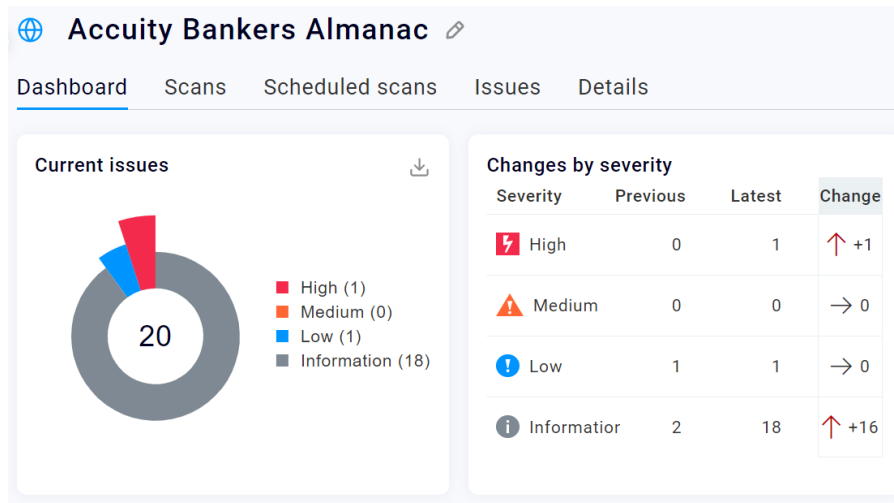 Accuity Bankers Almanac
Dashboard Scans Scheduled scans Issues Details
Current issues
20
High (1)
Medium (0)
Low (1)
Information (18)
Changes by severity
Severity Previous Latest Change
High 0 1 +1
Medium 0 0 0
Low 1 1 0
Informatior 2 18 +16